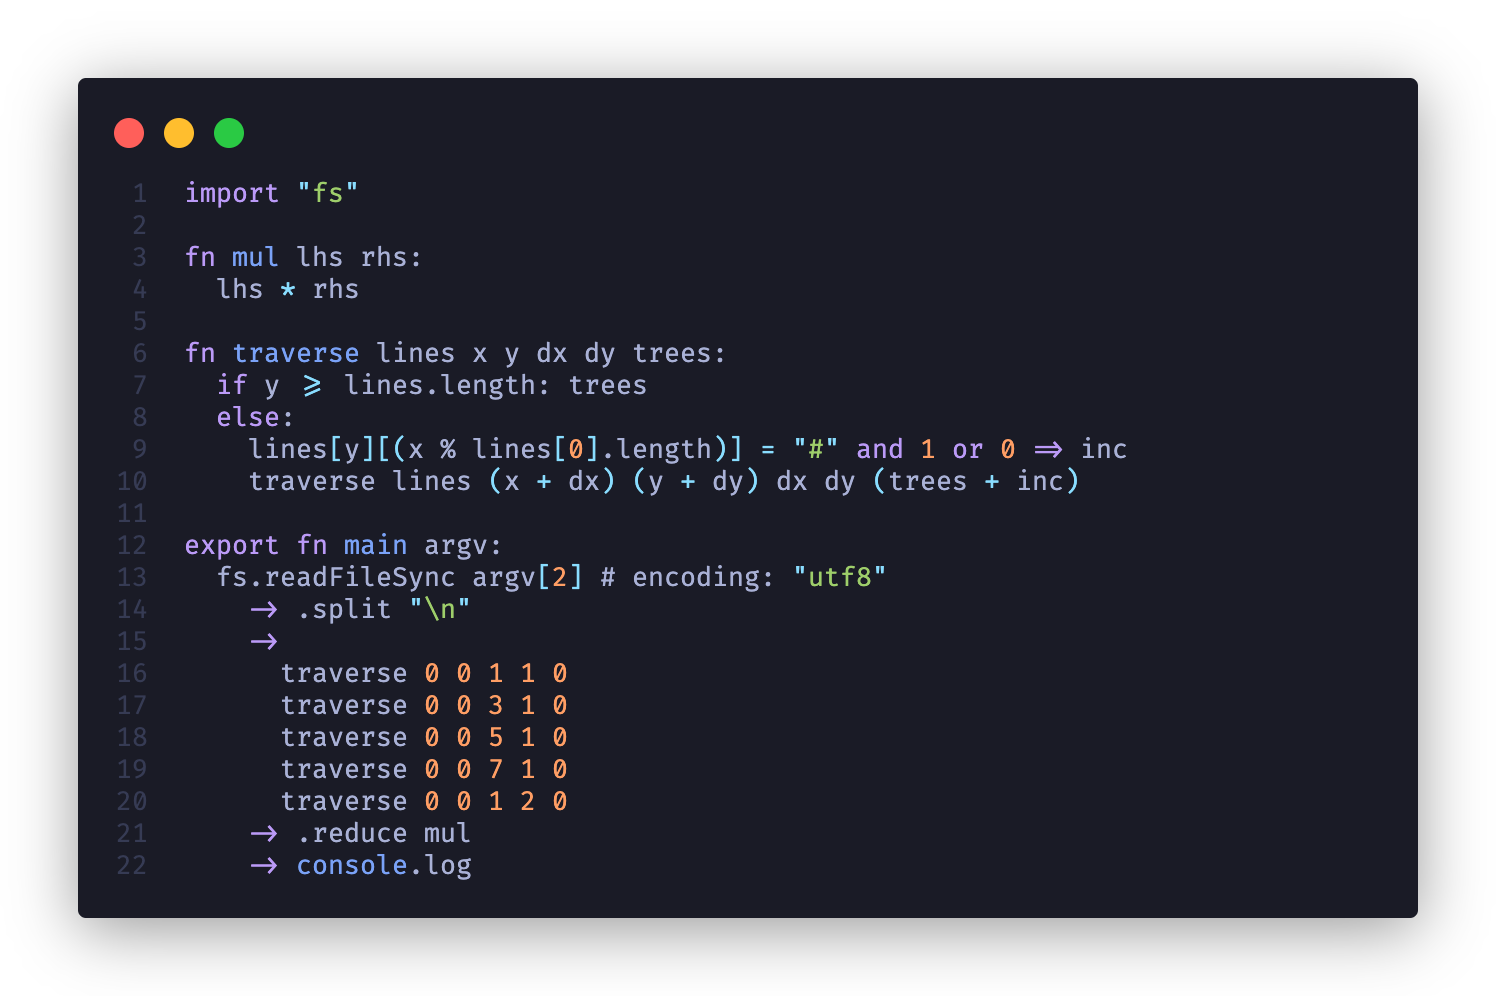 1 import "fs"
2
3 fn mul lhs rhs:
4   lhs * rhs
5
6 fn traverse lines x y dx dy trees:
7   if y >= lines.length: trees
8   else:
9     lines[y][(x % lines[0].length)] = "#" and 1 or 0 => inc
10     traverse lines (x + dx) (y + dy) dx dy (trees + inc)
11
12 export fn main argv:
13   fs.readFileSync argv[2] # encoding: "utf8"
14     -> .split "\n"
15     ->
16       traverse 0 0 1 1 0
17       traverse 0 0 3 1 0
18       traverse 0 0 5 1 0
19       traverse 0 0 7 1 0
20       traverse 0 0 1 2 0
21     -> .reduce mul
22     -> console.log